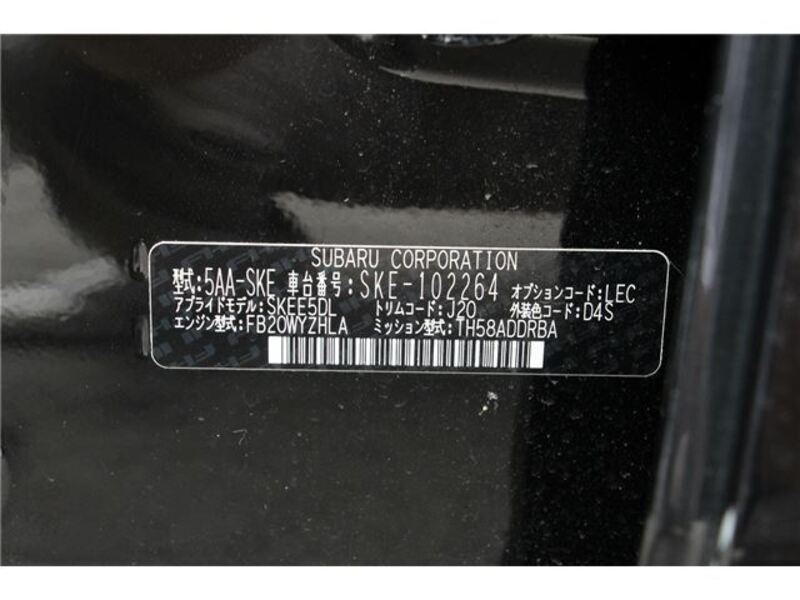 SUBARU CORPORATION
型式:5AA-SKE 車台番号:SKE-102264 オプションコード:LEC
アプライドモデル:SKEE5DL トリムコード:J20 外装色コード:D4S
エンジン型式:FB20WYZHLA ミッション型式:TH58ADDRBA